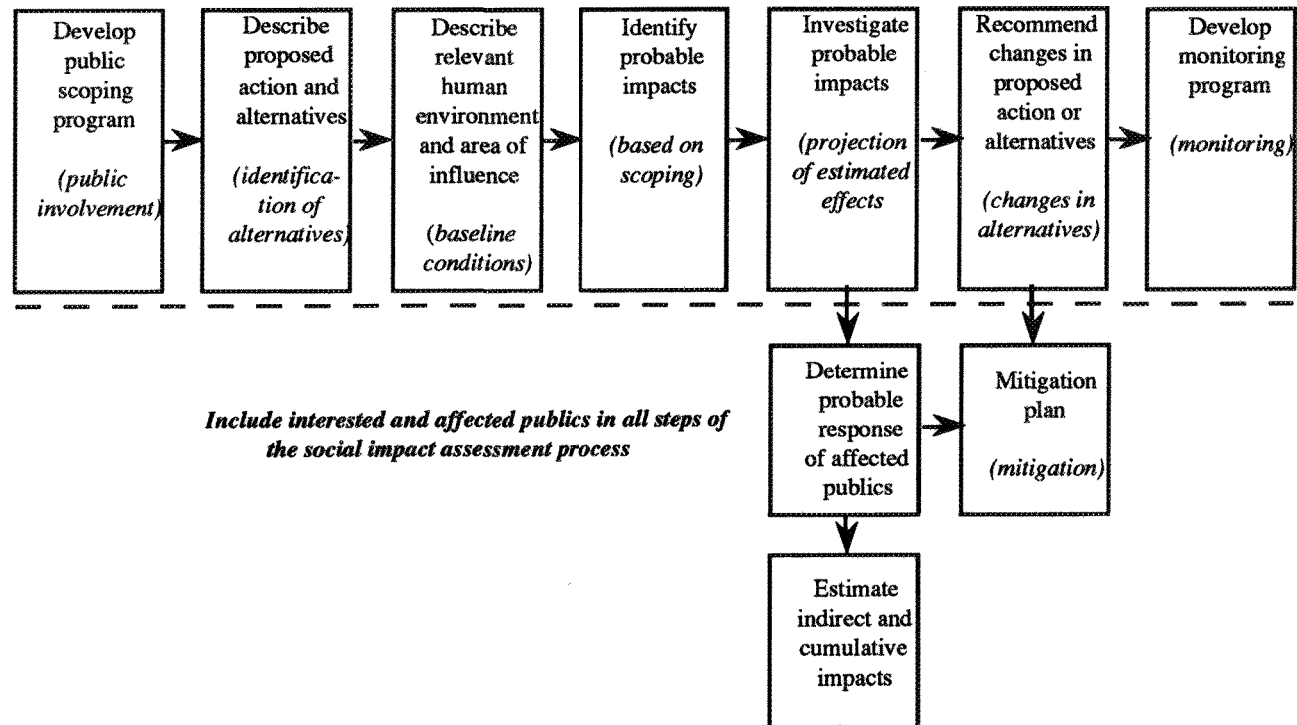 Develop
public
scoping
program
(public
involvement)
Describe
proposed
action and
alternatives
(identifica-
tion of
alternatives)
Describe
relevant
human
environment
and area of
influence
(baseline
conditions)
Identify
probable
impacts
(based on
scoping)
Investigate
probable
impacts
(projection
of estimated
effects
Recommend
changes in
proposed
action or
alternatives
(changes in
alternatives)
Develop
monitoring
program
(monitoring)
Include interested and affected publics in all steps of
the social impact assessment process
Determine
probable
response
of affected
publics
Mitigation
plan
(mitigation)
Estimate
indirect and
cumulative
impacts